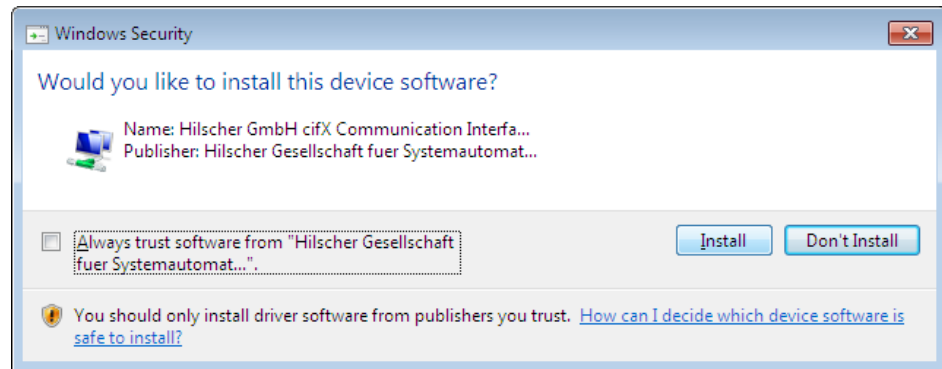 Windows Security
Would you like to install this device software?
Name: Hilscher GmbH cifX Communication Interfa...
Publisher: Hilscher Gesellschaft fuer Systemautomat...
Always trust software from "Hilscher Gesellschaft
fuer Systemautomat...".
Install
Don't Install
You should only install driver software from publishers you trust. How can I decide which device software is
safe to install?